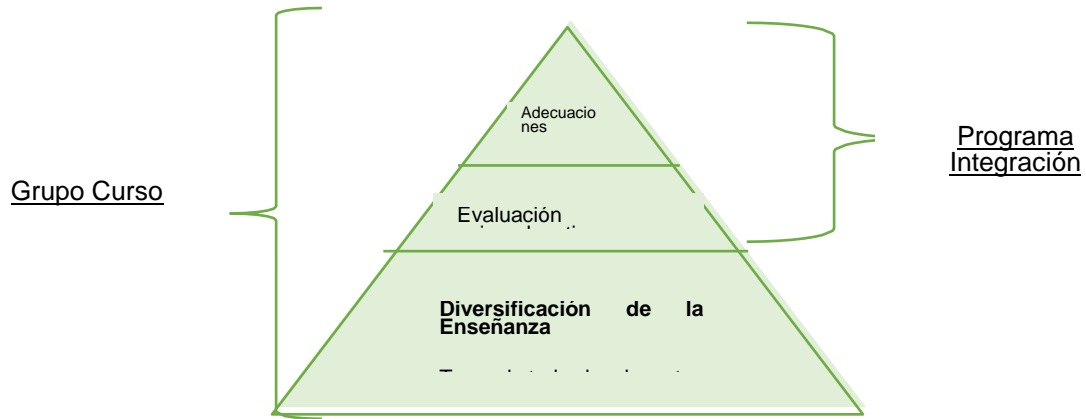 Adecuacio
nes
Programa
Integración
Grupo Curso
Evaluación
Diversificación de la
Enseñanza